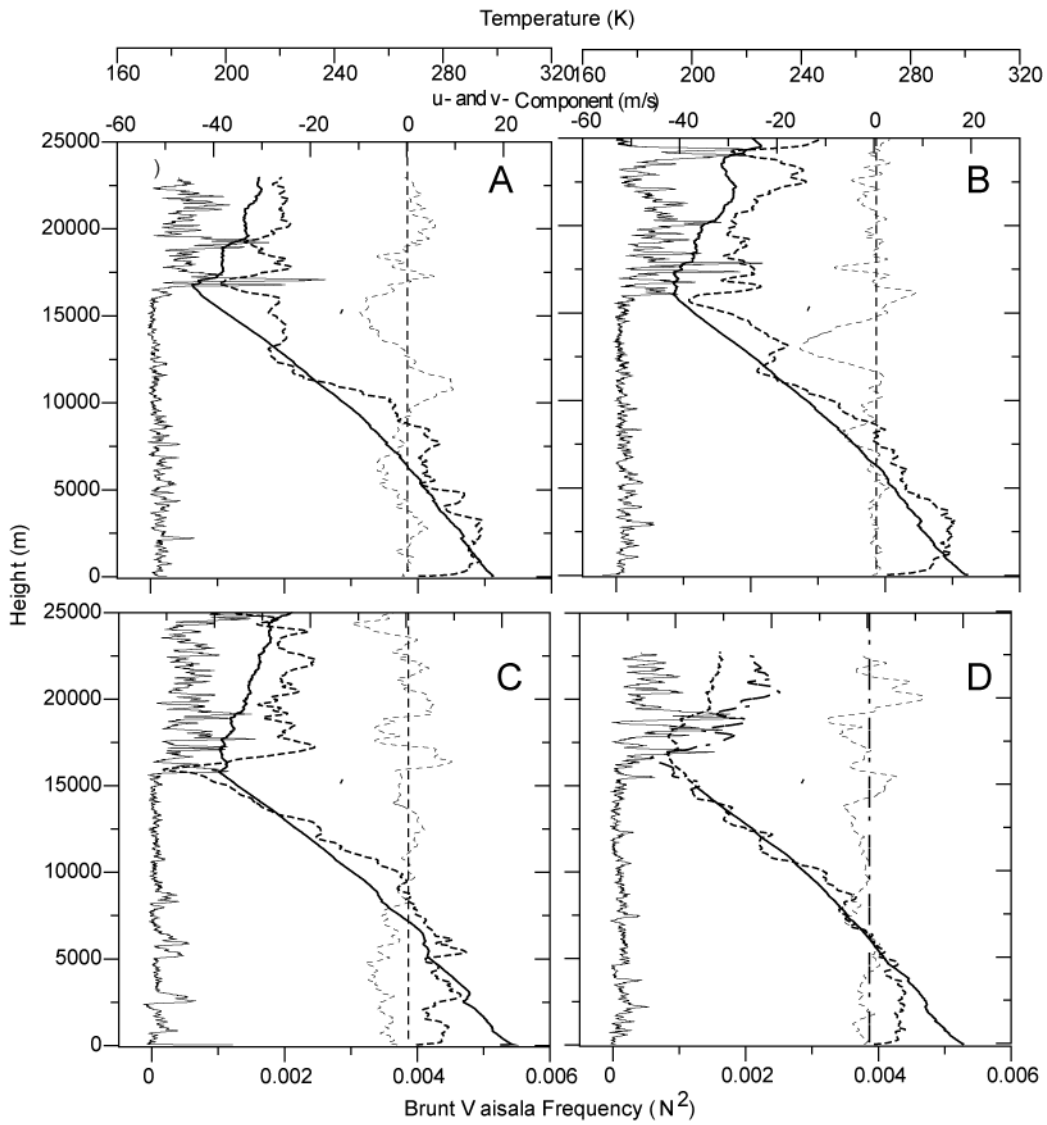 Temperature (K)
160 200 240 280 320 160 200 240 280 320
u- and v- Component (m/s)
-60 -40 -20 0 20 -60 -40 -20 0 20
25000
)
A
B
20000
15000
10000
5000
0
Height (m)
25000
C
D
20000
15000
10000
5000
0
0 0.002 0.004 0.006 0 0.002 0.004 0.006
Brunt V aisala Frequency (N²)